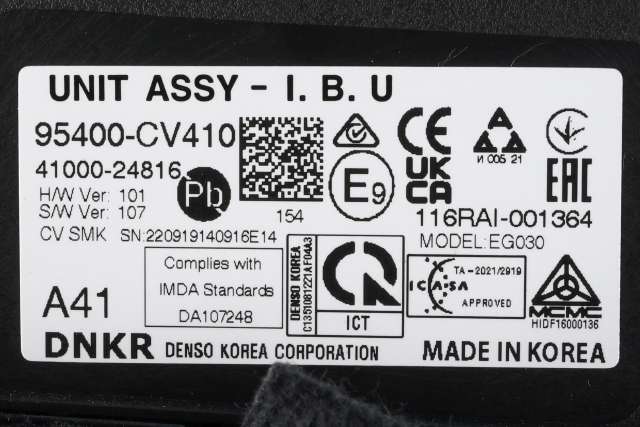 UNIT ASSY - I. B. U
95400-CV410
41000-24816
H/W Ver: 101
S/W Ver: 107
Pb
154
E9
CE
UK
CA
И 005 21
EAC
116RAI-001364
CV SMK SN:220919140916E14
MODEL:EG030
A41
Complies with
IMDA Standards
DA107248
DENSO KOREA
C1351081221AF04A3
ICT
TA-2021/2919
ICASA
APPROVED
MCMC
HIDF16000136
DNKR DENSO KOREA CORPORATION
MADE IN KOREA